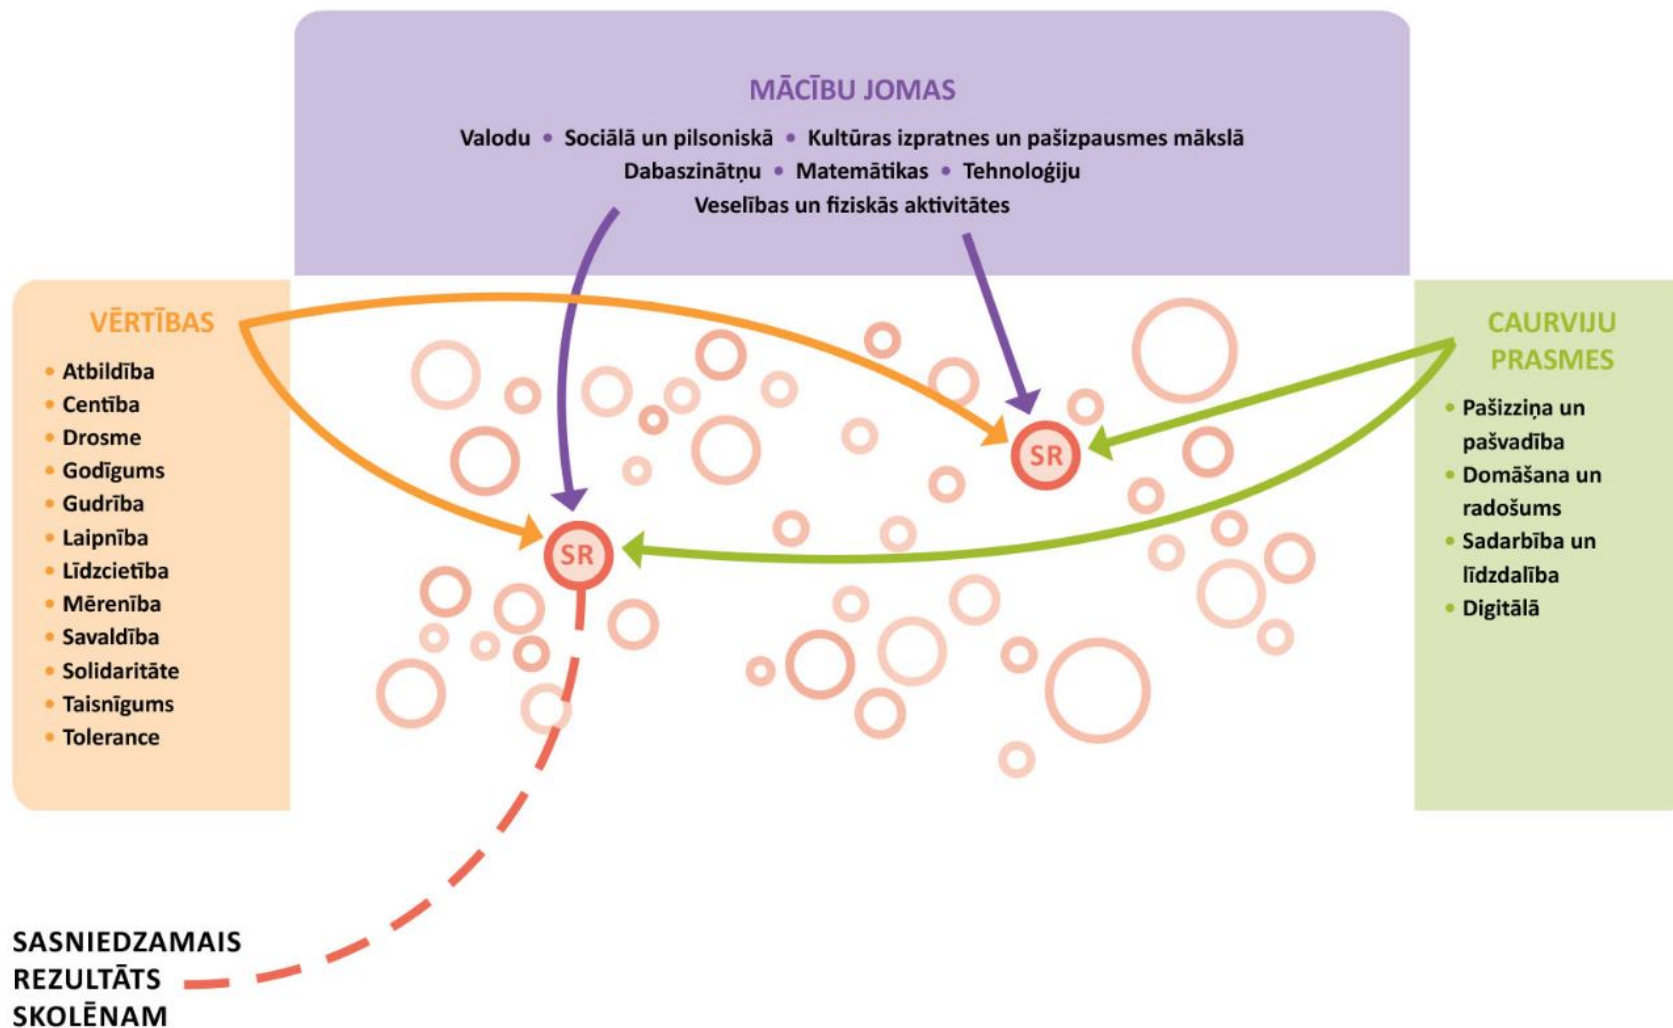 MĀCĪBU JOMAS
Valodu • Sociālā un pilsoniskā • Kultūras izpratnes un pašizpausmes mākslā
Dabaszinātņu • Matemātikas • Tehnoloģiju
Veselības un fiziskās aktivitātes
VĒRTĪBAS
• Atbildība
• Centība
• Drosme
• Godīgums
• Gudrība
• Laipnība
• Līdzcietība
• Mērenība
• Savaldība
• Solidaritāte
• Taisnīgums
• Tolerance
CAURVIJU
PRASMES
• Pašizziņa un
pašvadība
• Domāšana un
radošums
• Sadarbība un
līdzdalība
• Digitālā
SR
SR
SASNIEDZAMAIS
REZULTĀTS
SKOLĒNAM